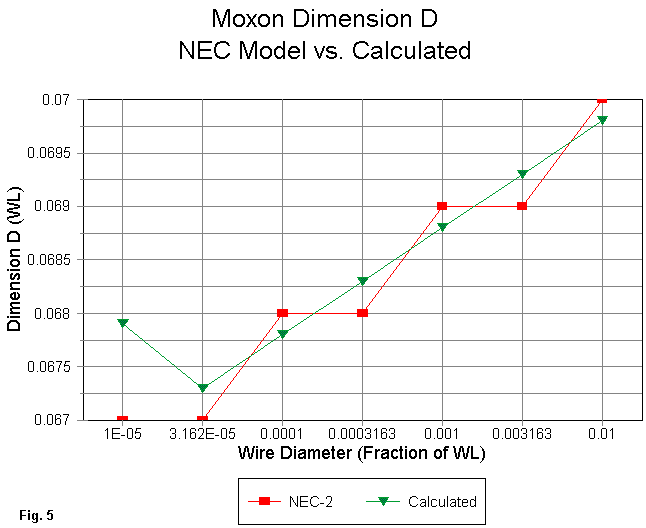 Moxon Dimension D
NEC Model vs. Calculated
Dimension D (WL)
0.07
0.0695
0.069
0.0685
0.068
0.0675
0.067
1E-05 3.162E-05 0.0001 0.0003163 0.001 0.003163 0.01
Wire Diameter (Fraction of WL)
NEC-2 Calculated
Fig. 5